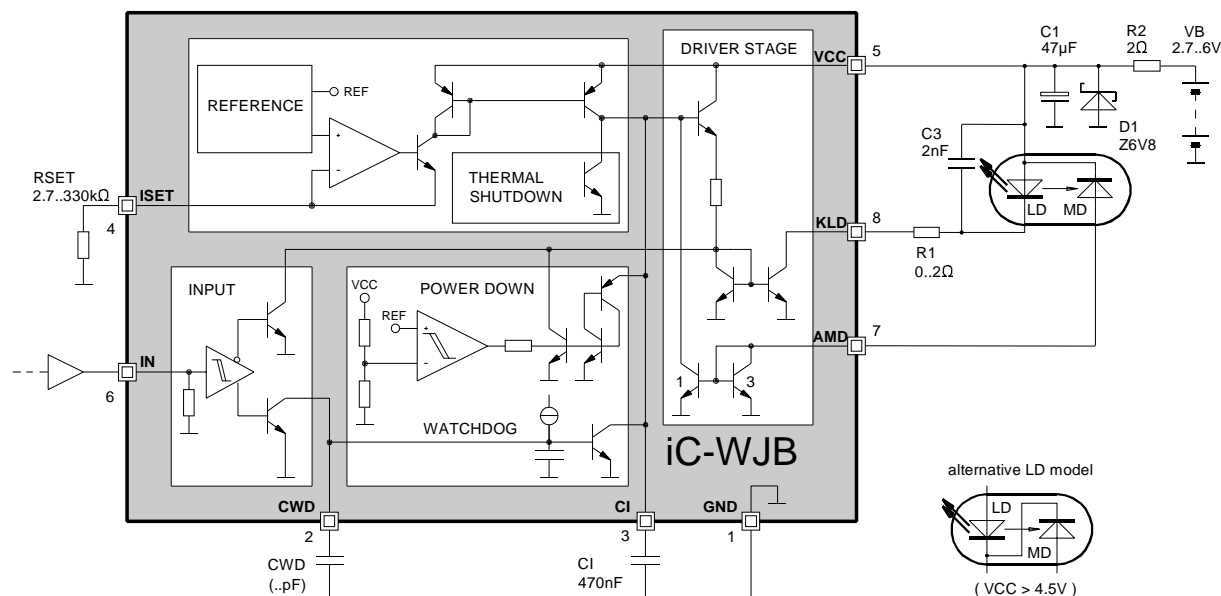 DRIVER STAGE
VCC
5
C1
47µF
R2
2Ω
VB
2.7..6V
REFERENCE
REF
+
−
THERMAL
SHUTDOWN
C3
2nF
D1
Z6V8
RSET
2.7..330kΩ
ISET
4
LD
MD
KLD
8
R1
0..2Ω
INPUT
VCC
POWER DOWN
REF
+
−
AMD
7
IN
6
1
3
WATCHDOG
iC-WJB
alternative LD model
LD
MD
( VCC > 4.5V )
CWD
2
CI
3
GND
1
CWD
(..pF)
CI
470nF